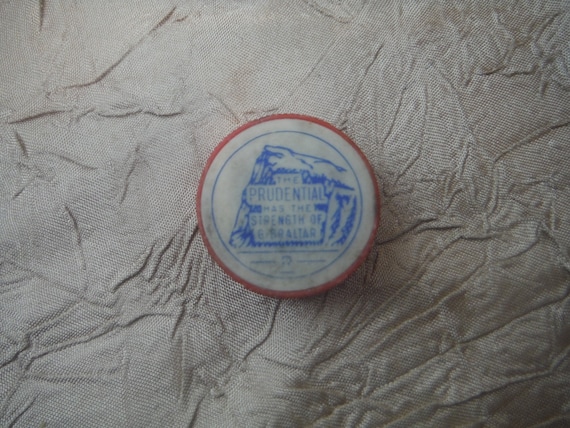 THE
PRUDENTIAL
HAS THE
STRENGTH OF
GIBRALTAR